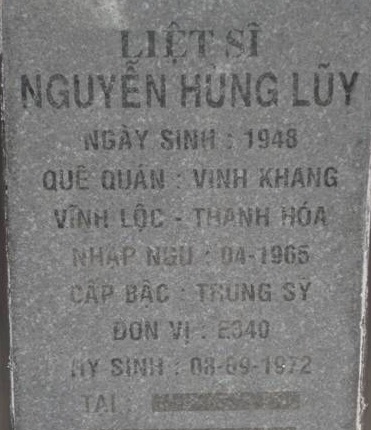 LIỆT SĨ
NGUYỄN HÙNG LŨY
NGÀY SINH : 1948
QUÊ QUÁN : VĨNH KHANG
VĨNH LỘC - THANH HÓA
NHẬP NGŨ : 04-1965
CẤP BẬC : TRUNG SỸ
ĐƠN VỊ : E340
HY SINH : 08-09-1972
TẠI :